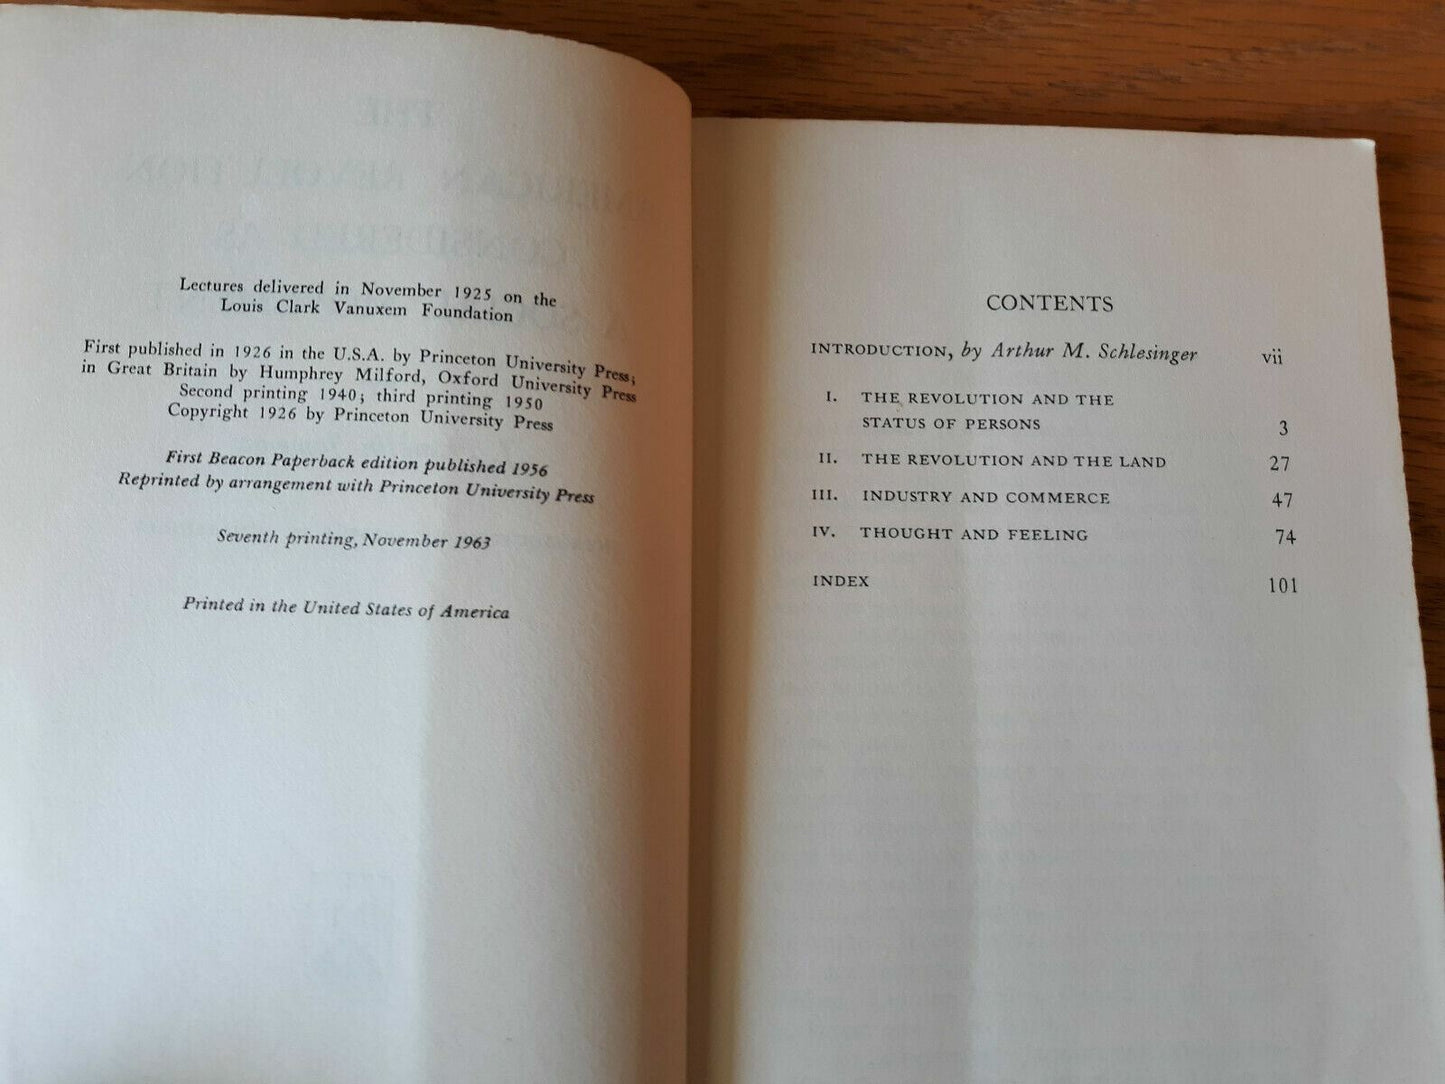 Lectures delivered in November 1925 on the
Louis Clark Vanuxem Foundation
First published in 1926 in the U.S.A. by Princeton University Press;
in Great Britain by Humphrey Milford, Oxford University Press
Second printing 1940; third printing 1950
Copyright 1926 by Princeton University Press
First Beacon Paperback edition published 1956
Reprinted by arrangement with Princeton University Press
Seventh printing, November 1963
Printed in the United States of America
CONTENTS
INTRODUCTION, by Arthur M. Schlesinger vii
I. THE REVOLUTION AND THE
STATUS OF PERSONS 3
II. THE REVOLUTION AND THE LAND 27
III. INDUSTRY AND COMMERCE 47
IV. THOUGHT AND FEELING 74
INDEX 101